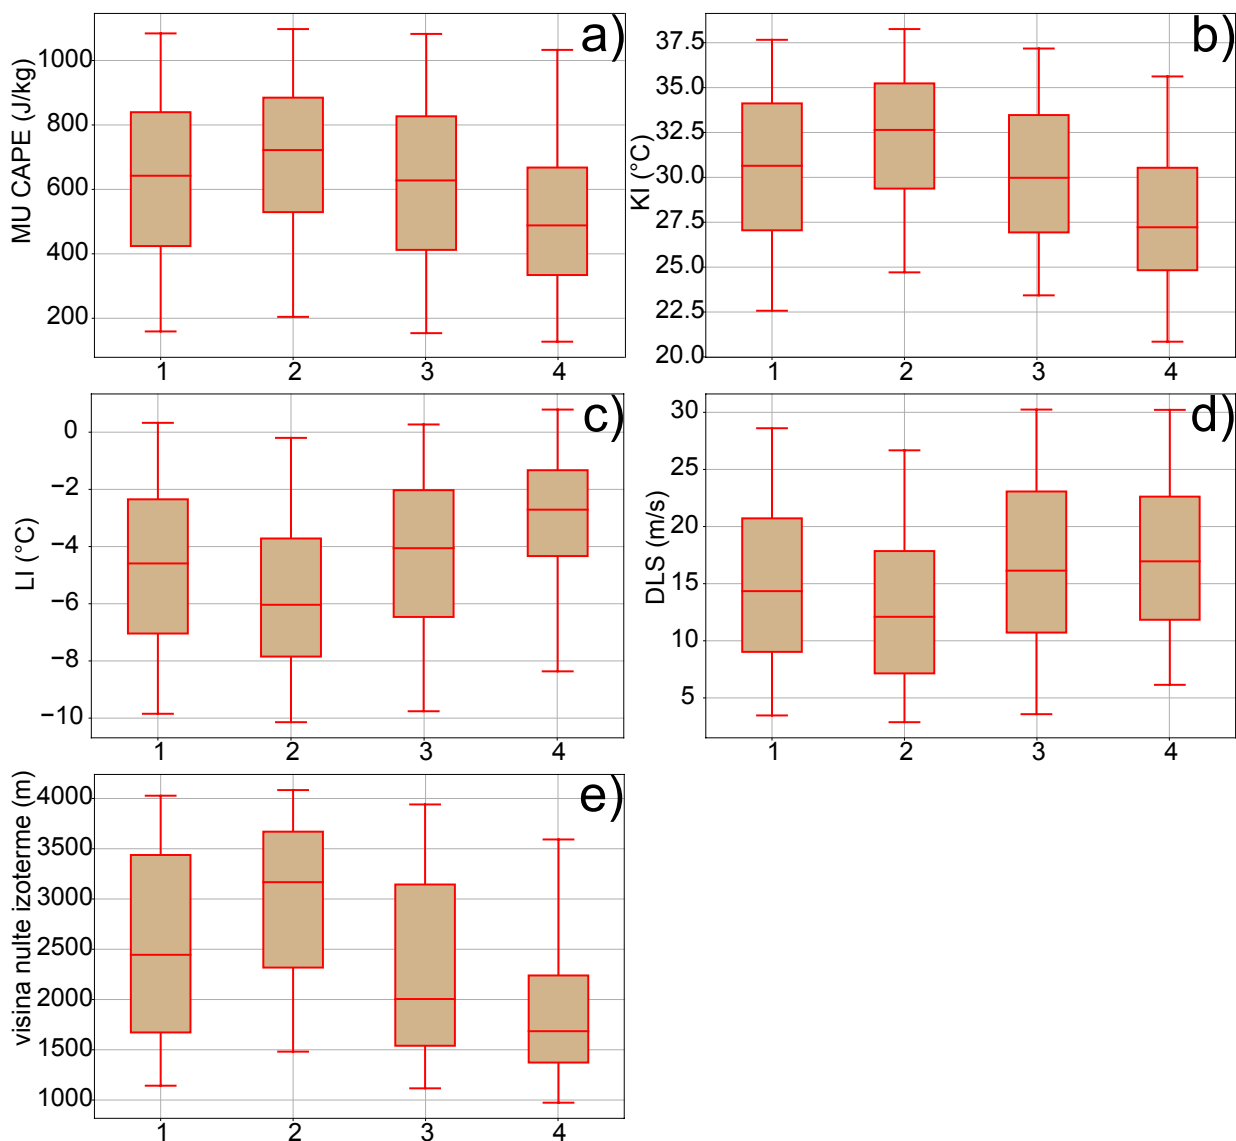 a)
MU CAPE (J/kg)
1000
800
600
400
200
1 2 3 4
b)
KI (°C)
37.5
35.0
32.5
30.0
27.5
25.0
22.5
20.0
1 2 3 4
c)
LI (°C)
0
−2
−4
−6
−8
−10
1 2 3 4
d)
DLS (m/s)
30
25
20
15
10
5
1 2 3 4
e)
visina nulte izoterme (m)
4000
3500
3000
2500
2000
1500
1000
1 2 3 4